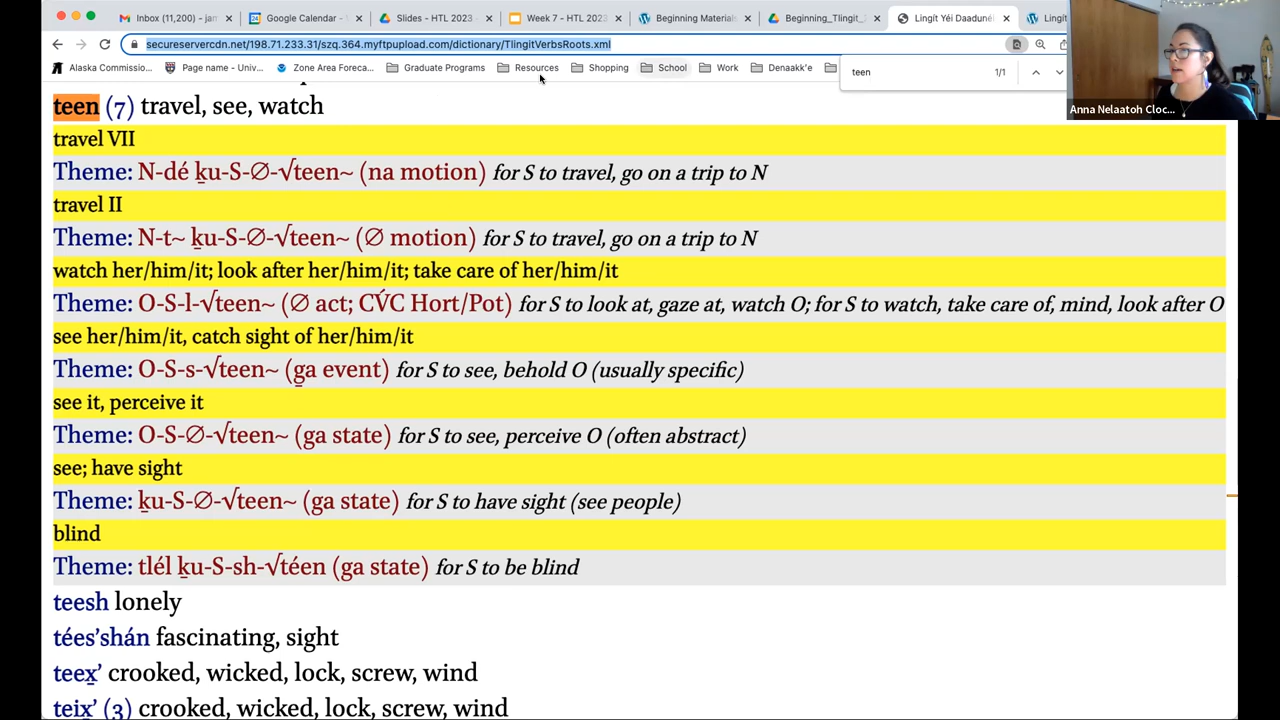 Inbox (11,200) - jan
Google Calendar -
Slides - HTL 2023 -
Week 7 - HTL 2023
Beginning Materials
Beginning_Tlingit_
Lingít Yéi Daaduné
Lingít
secureservercdn.net/198.71.233.31/szq.364.myftpupload.com/dictionary/TlingitVerbsRoots.xml
Alaska Commissio...
Page name - Univ...
Zone Area Foreca...
Graduate Programs
Resources
Shopping
School
Work
Denaakk'e
teen 1/1
Anna Nelaatoh Cloc...
teen (7) travel, see, watch
travel VII
Theme: N-dé ḵu-S-∅-√teen~ (na motion) for S to travel, go on a trip to N
travel II
Theme: N-t~ ḵu-S-∅-√teen~ (∅ motion) for S to travel, go on a trip to N
watch her/him/it; look after her/him/it; take care of her/him/it
Theme: O-S-l-√teen~ (∅ act; CV́C Hort/Pot) for S to look at, gaze at, watch O; for S to watch, take care of, mind, look after O
see her/him/it, catch sight of her/him/it
Theme: O-S-s-√teen~ (g̱a event) for S to see, behold O (usually specific)
see it, perceive it
Theme: O-S-∅-√teen~ (ga state) for S to see, perceive O (often abstract)
see; have sight
Theme: ḵu-S-∅-√teen~ (ga state) for S to have sight (see people)
blind
Theme: tlél ḵu-S-sh-√téen (ga state) for S to be blind
teesh lonely
tées’shán fascinating, sight
teex̱’ crooked, wicked, lock, screw, wind
teix̱’ (3) crooked, wicked, lock, screw, wind